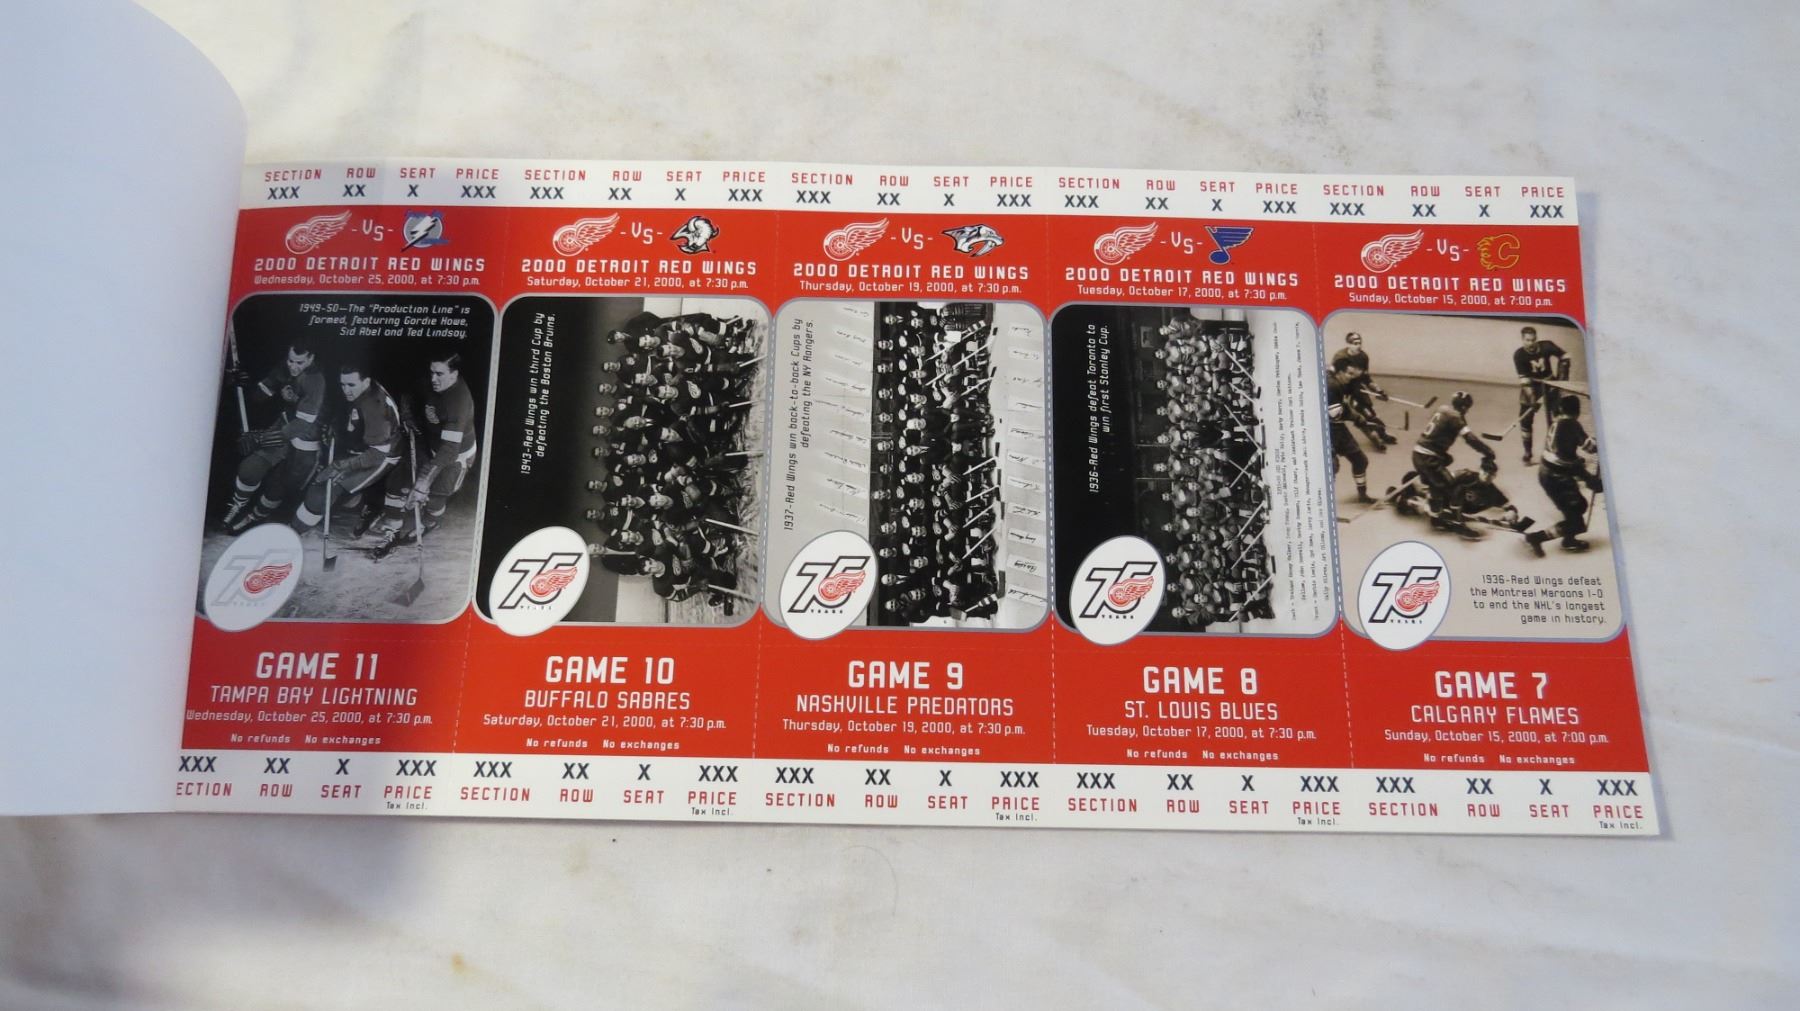 SECTION ROW SEAT PRICE
XXX XX X XXX
VS
2000 DETROIT RED WINGS
Wednesday, October 25, 2000, at 7:30 p.m.
1949-50—The "Production Line" is
formed, featuring Gordie Howe,
Sid Abel and Ted Lindsay.
75
YEARS
GAME 11
TAMPA BAY LIGHTNING
Wednesday, October 25, 2000, at 7:30 p.m.
No refunds No exchanges
XXX XX X XXX
ECTION ROW SEAT PRICE
Tax Incl.
SECTION ROW SEAT PRICE
XXX XX X XXX
-VS-
2000 DETROIT RED WINGS
Saturday, October 21, 2000, at 7:30 p.m.
1943-Red Wings win third Cup by
defeating the Boston Bruins.
75
YEARS
GAME 10
BUFFALO SABRES
Saturday, October 21, 2000, at 7:30 p.m.
No refunds No exchanges
XXX XX X XXX
SECTION ROW SEAT PRICE
Tax Incl.
SECTION ROW SEAT PRICE
XXX XX X XXX
-VS-
2000 DETROIT RED WINGS
Thursday, October 19, 2000, at 7:30 p.m.
1937-Red Wings win back-to-back Cups by
defeating the NY Rangers.
75
YEARS
GAME 9
NASHVILLE PREDATORS
Thursday, October 19, 2000, at 7:30 p.m.
No refunds No exchanges
XXX XX X XXX
SECTION ROW SEAT PRICE
Tax Incl.
SECTION ROW SEAT PRICE
XXX XX X XXX
-VS-
2000 DETROIT RED WINGS
Tuesday, October 17, 2000, at 7:30 p.m.
1936-Red Wings defeat Toronto to
win first Stanley Cup.
75
YEARS
GAME 8
ST. LOUIS BLUES
Tuesday, October 17, 2000, at 7:30 p.m.
No refunds No exchanges
XXX XX X XXX
SECTION ROW SEAT PRICE
Tax Incl.
SECTION ROW SEAT PRICE
XXX XX X XXX
-VS-
2000 DETROIT RED WINGS
Sunday, October 15, 2000, at 7:00 p.m.
M
1936-Red Wings defeat
the Montreal Maroons 1-0
to end the NHL's longest
game in history.
75
YEARS
GAME 7
CALGARY FLAMES
Sunday, October 15, 2000, at 7:00 p.m.
No refunds No exchanges
XXX XX X XXX
SECTION ROW SEAT PRICE
Tax Incl.